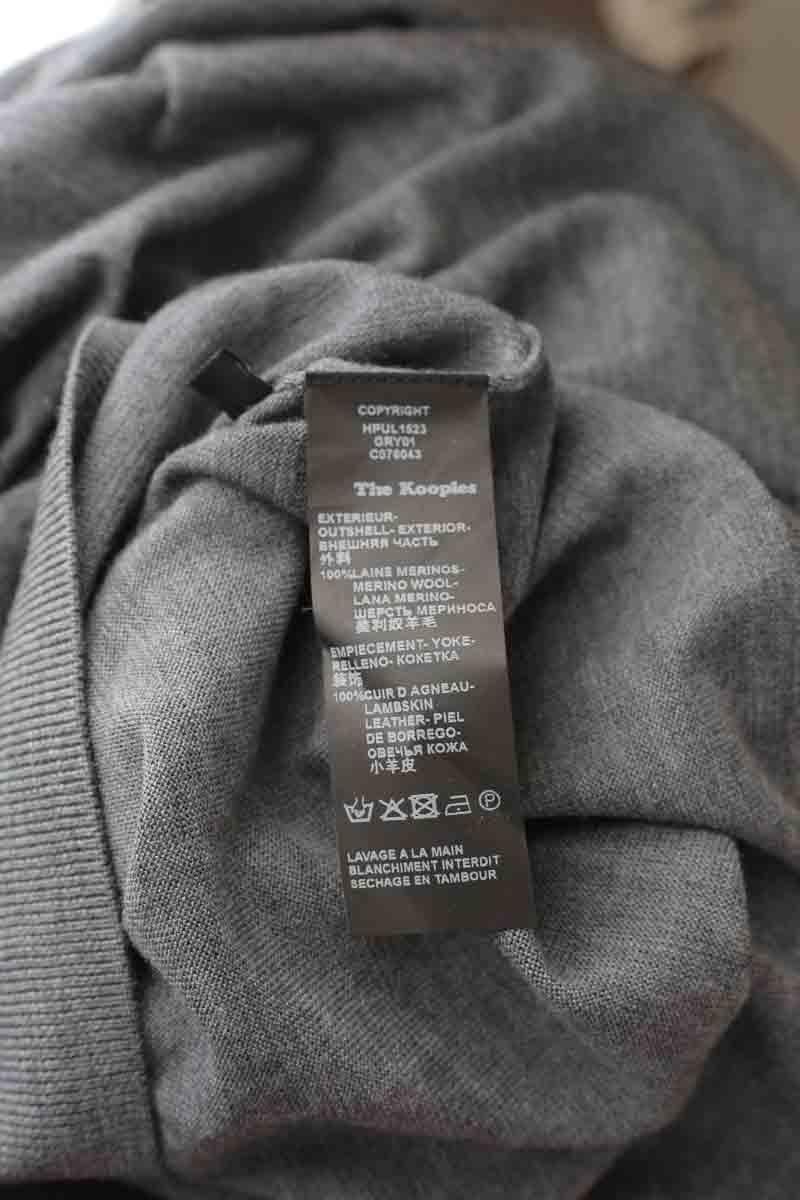 COPYRIGHT
HPUL1523
GRY01
C076043
The Kooples
EXTERIEUR-
OUTSHELL- EXTERIOR-
ВНЕШНЯЯ ЧАСТЬ
外料
100%LAINE MERINOS-
MERINO WOOL-
LANA MERINO-
ШЕРСТЬ МЕРИНОСА
美利奴羊毛
EMPIECEMENT- YOKE-
RELLENO- КОКЕТКА
装饰
100%CUIR D AGNEAU-
LAMBSKIN
LEATHER- PIEL
DE BORREGO-
ОВЕЧЬЯ КОЖА
小羊皮
P
LAVAGE A LA MAIN
BLANCHIMENT INTERDIT
SECHAGE EN TAMBOUR